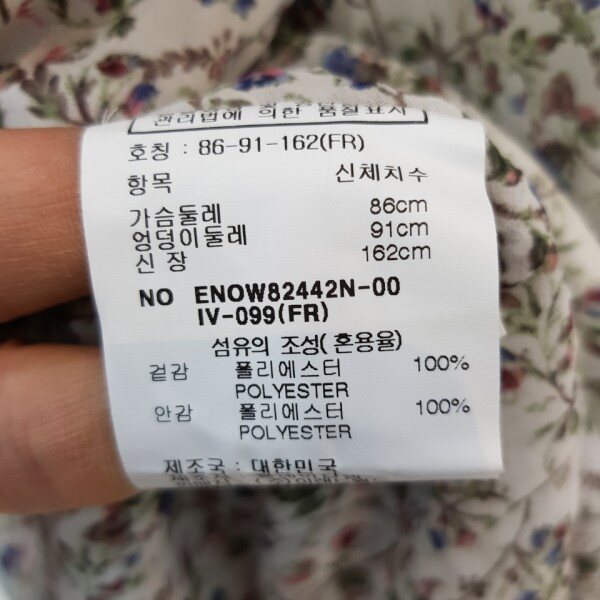 관리법에 의한 품질표시
호칭 : 86-91-162(FR)
항목 신체치수
가슴둘레 86cm
엉덩이둘레 91cm
신 장 162cm
NO ENOW82442N-00
IV-099(FR)
섬유의 조성(혼용율)
겉감 폴리에스터 100%
POLYESTER
안감 폴리에스터 100%
POLYESTER
제조국 : 대한민국